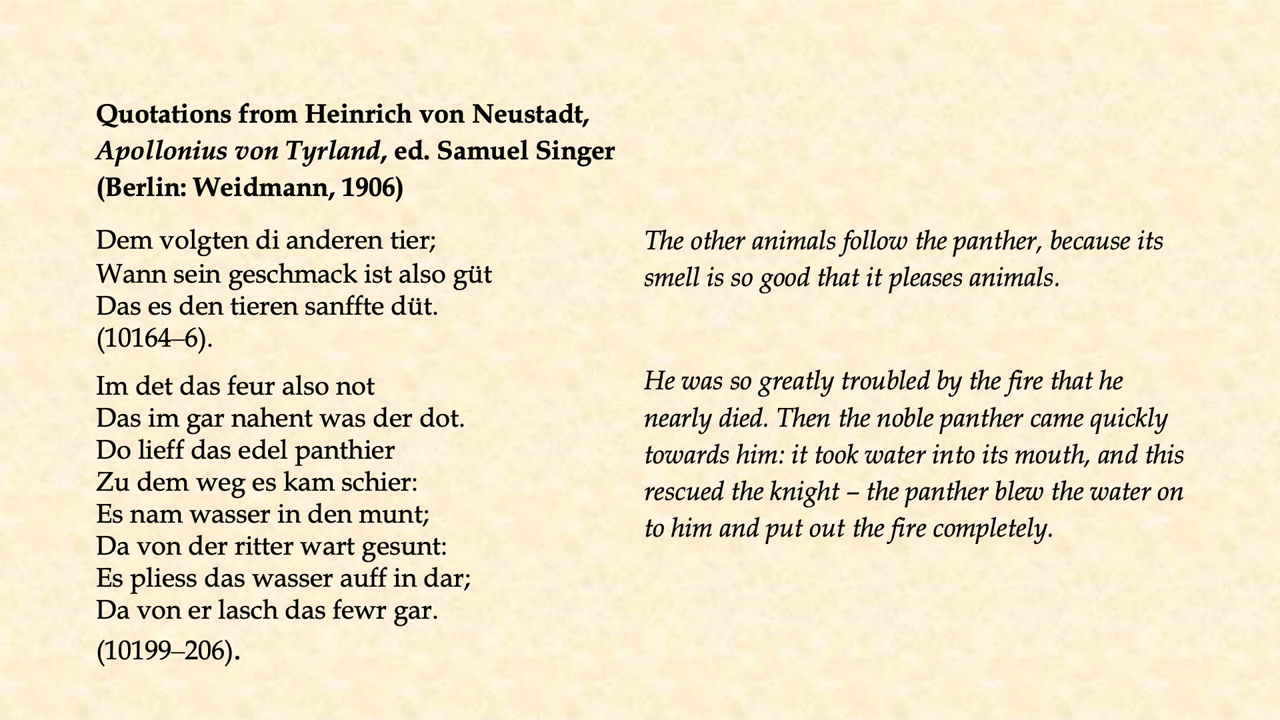 Quotations from Heinrich von Neustadt,
Apollonius von Tyrland, ed. Samuel Singer
(Berlin: Weidmann, 1906)
Dem volgten di anderen tier;
Wann sein geschmack ist also güt
Das es den tieren sanffte düt.
(10164–6).
Im det das feur also not
Das im gar nahent was der dot.
Do lieff das edel panthier
Zu dem weg es kam schier:
Es nam wasser in den munt;
Da von der ritter wart gesunt:
Es pliess das wasser auff in dar;
Da von er lasch das fewr gar.
(10199–206).
The other animals follow the panther, because its
smell is so good that it pleases animals.
He was so greatly troubled by the fire that he
nearly died. Then the noble panther came quickly
towards him: it took water into its mouth, and this
rescued the knight – the panther blew the water on
to him and put out the fire completely.